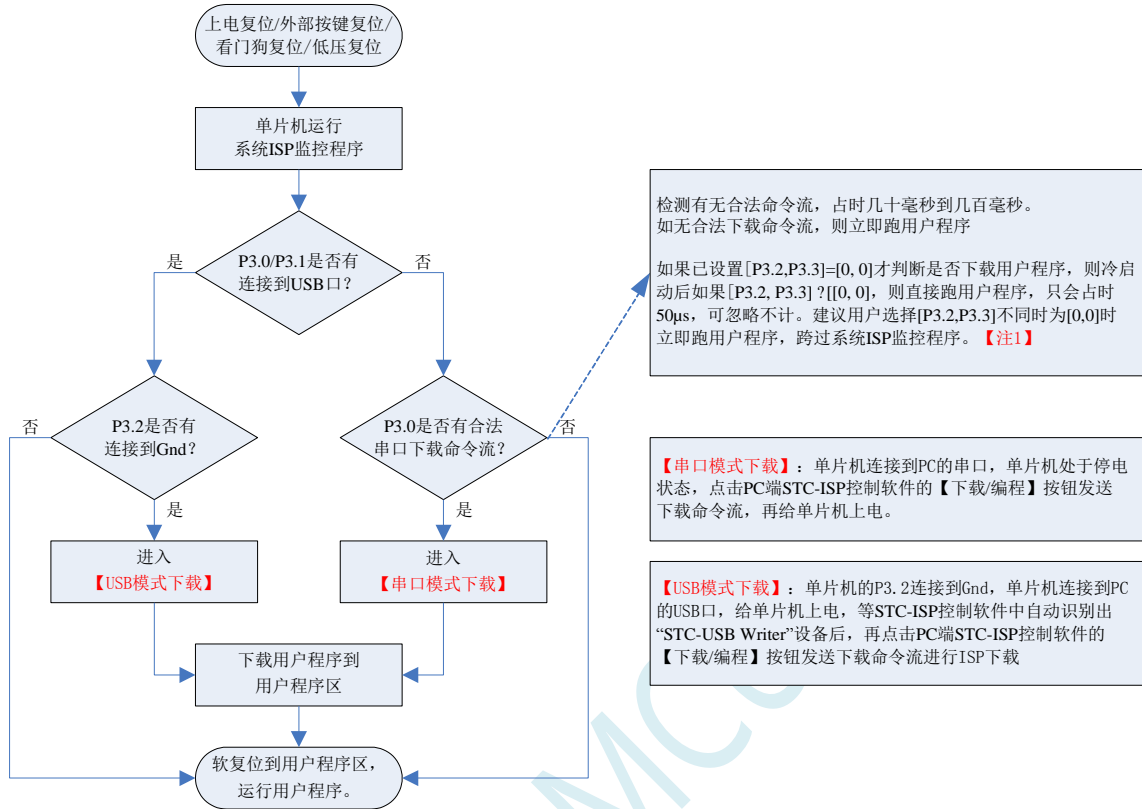 上电复位/外部按键复位/
看门狗复位/低压复位
单片机运行
系统ISP监控程序
P3.0/P3.1是否有
连接到USB口？
是
否
P3.2是否有
连接到Gnd？
否
是
P3.0是否有合法
串口下载命令流？
否
是
进入
【USB模式下载】
进入
【串口模式下载】
下载用户程序到
用户程序区
软复位到用户程序区，
运行用户程序。
检测有无合法命令流，占时几十毫秒到几百毫秒。
如无合法下载命令流，则立即跑用户程序
如果已设置[P3.2,P3.3]=[0, 0]才判断是否下载用户程序，则冷启
动后如果[P3.2, P3.3] ?[[0, 0]，则直接跑用户程序，只会占时
50μs，可忽略不计。建议用户选择[P3.2,P3.3]不同时为[0,0]时
立即跑用户程序，跨过系统ISP监控程序。【注1】
【串口模式下载】：单片机连接到PC的串口，单片机处于停电
状态，点击PC端STC-ISP控制软件的【下载/编程】按钮发送
下载命令流，再给单片机上电。
【USB模式下载】：单片机的P3.2连接到Gnd，单片机连接到PC
的USB口，给单片机上电，等STC-ISP控制软件中自动识别出
“STC-USB Writer”设备后，再点击PC端STC-ISP控制软件的
【下载/编程】按钮发送下载命令流进行ISP下载
MCU